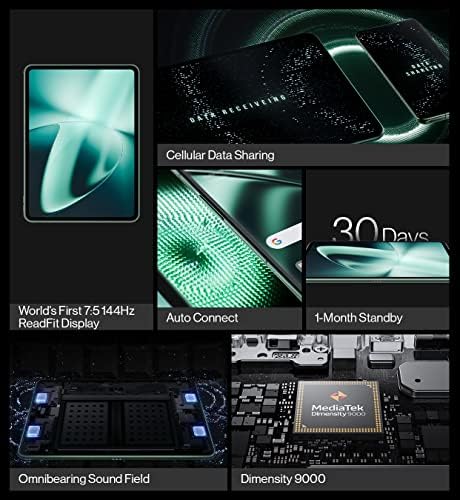 DATA RECEIVEING
DATA
SHARING
Cellular Data Sharing
World's First 7:5 144Hz
ReadFit Display
G
Auto Connect
30 Days
1-Month Standby
Omnibearing Sound Field
MediaTek
Dimensity 9000
Dimensity 9000